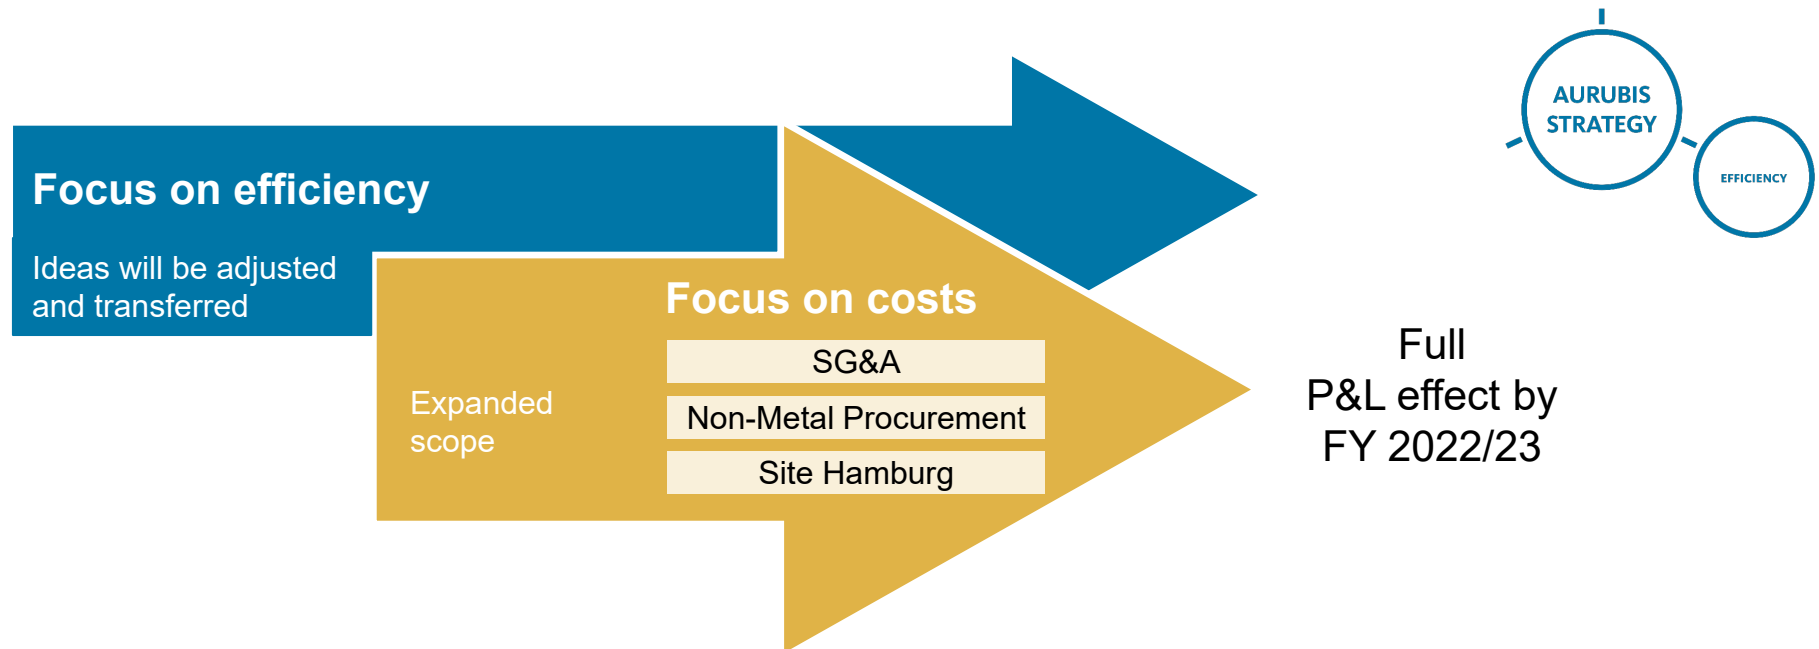 AURUBIS
STRATEGY
EFFICIENCY
Focus on efficiency
Ideas will be adjusted
and transferred
Focus on costs
SG&A
Non-Metal Procurement
Site Hamburg
Expanded
scope
Full
P&L effect by
FY 2022/23